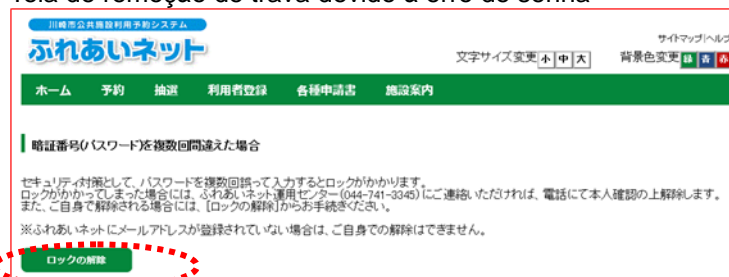 Tela de remoção de trava devido a erro de senha
川崎市公共施設利用予約システム
ふれあいネット
サイトマップ|ヘルプ
文字サイズ変更 小 中 大 背景色変更 緑 青 赤
ホーム 予約 抽選 利用者登録 各種申請書 施設案内
暗証番号(パスワード)を複数回間違えた場合
セキュリティ対策として、パスワードを複数回誤って入力するとロックがかかります。
ロックがかかってしまった場合には、ふれあいネット運用センター(044-741-3345)にご連絡いただければ、電話にて本人確認の上解除します。
また、ご自身で解除される場合には、[ロックの解除]からお手続きください。
※ふれあいネットにメールアドレスが登録されていない場合は、ご自身での解除はできません。
ロックの解除